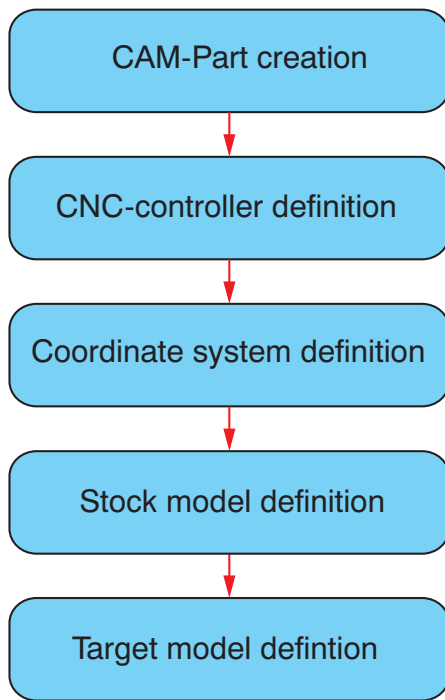 CAM-Part creation
CNC-controller definition
Coordinate system definition
Stock model definition
Target model defintion